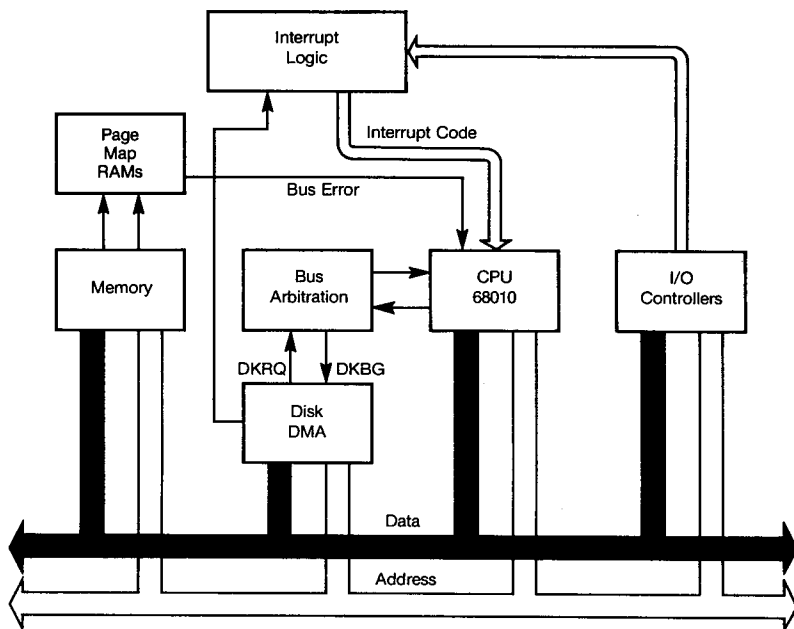 Interrupt
Logic
Page
Map
RAMs
Interrupt Code
Bus Error
Memory
Bus
Arbitration
CPU
68010
I/O
Controllers
DKRQ
DKBG
Disk
DMA
Data
Address